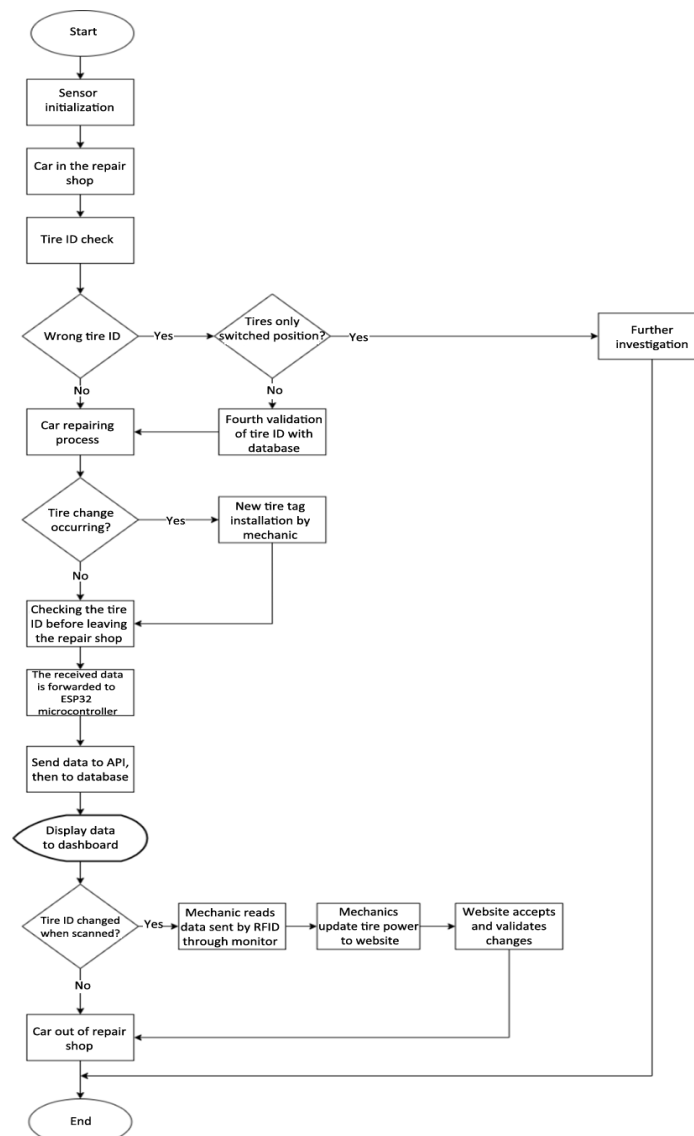 Start
Sensor
initialization
Car in the repair
shop
Tire ID check
Wrong tire ID
Yes
Tires only
switched position?
Yes
Further
investigation
No
No
Car repairing
process
Fourth validation
of tire ID with
database
Tire change
occurring?
Yes
New tire tag
installation by
mechanic
No
Checking the tire
ID before leaving
the repair shop
The received data
is forwarded to
ESP32
microcontroller
Send data to API,
then to database
Display data
to dashboard
Tire ID changed
when scanned?
Yes
Mechanic reads
data sent by RFID
through monitor
Mechanics
update tire power
to website
Website accepts
and validates
changes
No
Car out of repair
shop
End